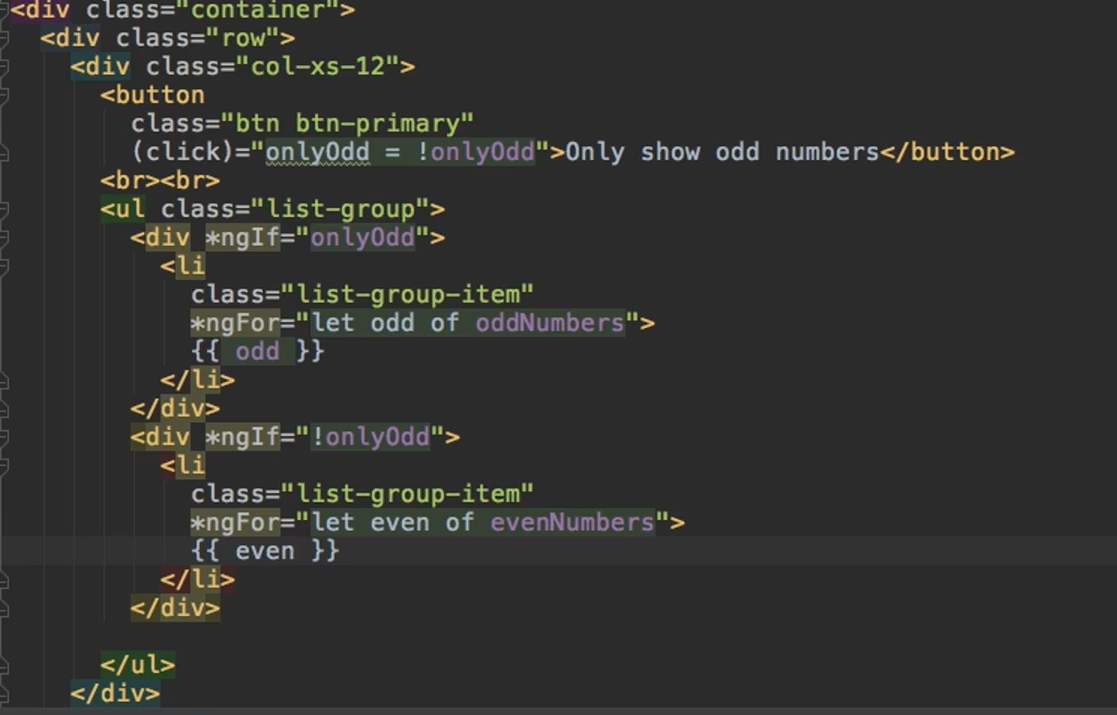 <div class="container">
<div class="row">
<div class="col-xs-12">
<button
class="btn btn-primary"
(click)="onlyOdd = !onlyOdd">Only show odd numbers</button>
<br><br>
<ul class="list-group">
<div *ngIf="onlyOdd">
<li
class="list-group-item"
*ngFor="let odd of oddNumbers">
{{ odd }}
</li>
</div>
<div *ngIf="!onlyOdd">
<li
class="list-group-item"
*ngFor="let even of evenNumbers">
{{ even }}
</li>
</div>
</ul>
</div>